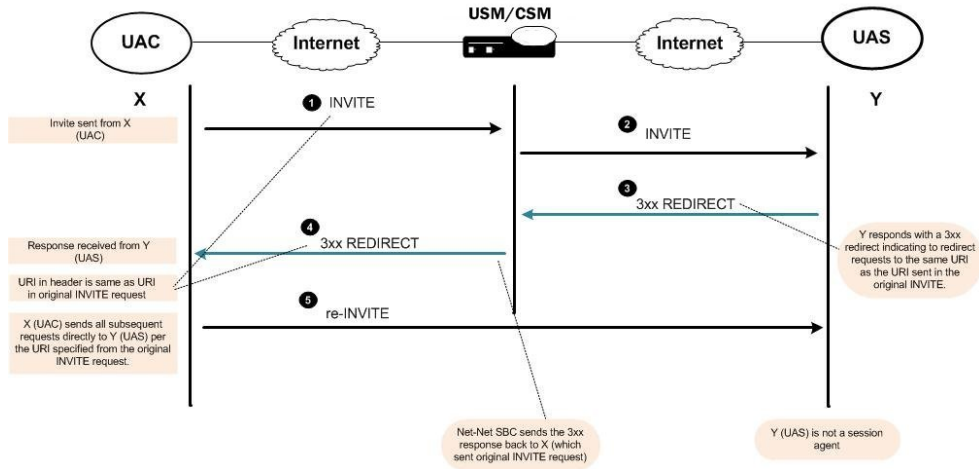 USM/CSM
UAC
Internet
Internet
UAS
X
Y
1 INVITE
Invite sent from X
(UAC)
2
INVITE
3
3xx REDIRECT
4
3xx REDIRECT
Response received from Y
(UAS)
Y responds with a 3xx
redirect indicating to redirect
requests to the same URI
as the URI sent in the
original INVITE.
URI in header is same as URI
in original INVITE request
5
re-INVITE
X (UAC) sends all subsequent
requests directly to Y (UAS) per
the URI specified from the original
INVITE request.
Net-Net SBC sends the 3xx
response back to X (which
sent original INVITE request)
Y (UAS) is not a session
agent